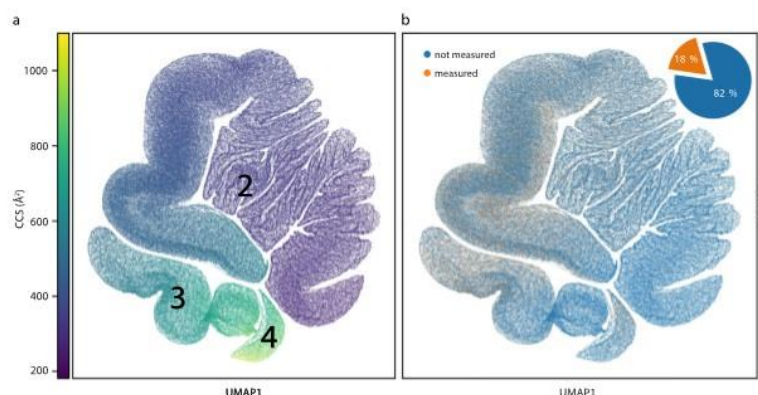 a
b
1000
800
600
400
200
CCS (Å²)
2
3
4
UMAP1
not measured
measured
18 %
82 %
UMAP1